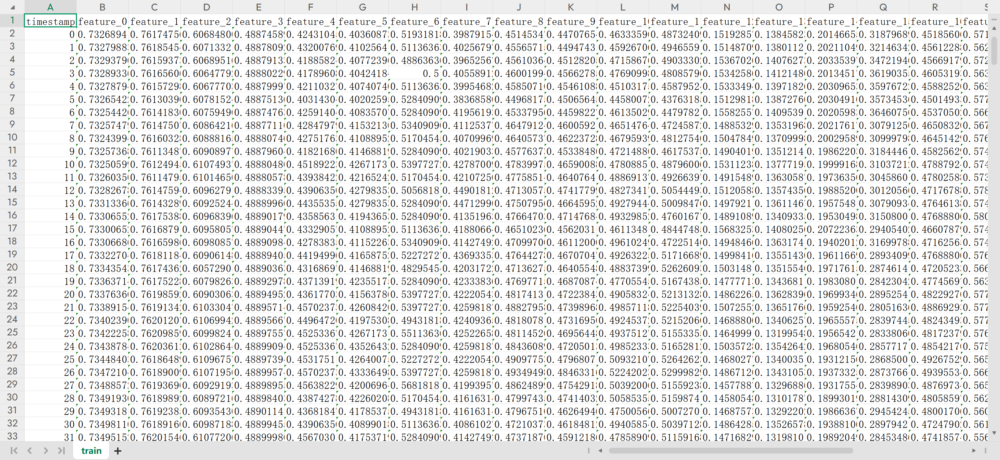 A B C D E F G H I J K L M N O P Q R
1 timestamp feature_0 feature_1 feature_2 feature_3 feature_4 feature_5 feature_6 feature_7 feature_8 feature_9 feature_1 feature_1 feature_1 feature_1 feature_1 feature_1 feature_1 feat
2 0 0.7326894 0.7617475 0.6068480 0.4887458 0.4243104 0.4036087 0.5193181 0.3987915 0.4514534 0.4470765 0.4633359 0.4873240 0.1519285 0.1384582 0.2014665 0.3187968 0.4518560 0.571
3 1 0.7327988 0.7618545 0.6071332 0.4887809 0.4320076 0.4102564 0.5113636 0.4025679 0.4556571 0.4494743 0.4592670 0.4946559 0.1514870 0.1380112 0.2021104 0.3214634 0.4561228 0.562
4 2 0.7329379 0.7615937 0.6068951 0.4887913 0.4188582 0.4077239 0.4886363 0.3965256 0.4561036 0.4512820 0.4715867 0.4903330 0.1536702 0.1407627 0.2033539 0.3472194 0.4566917 0.572
5 3 0.7328933 0.7616560 0.6064779 0.4888022 0.4178960 0.4042418 0.5 0.4055891 0.4600199 0.4566278 0.4769099 0.4808579 0.1534258 0.1412148 0.2013451 0.3619035 0.4605319 0.563
6 4 0.7327879 0.7615729 0.6067770 0.4887999 0.4211032 0.4074074 0.5113636 0.3995468 0.4585071 0.4546108 0.4510317 0.4587952 0.1533349 0.1397182 0.2030965 0.3597672 0.4588252 0.563
7 5 0.7326542 0.7613039 0.6078152 0.4887513 0.4031430 0.4020259 0.5284090 0.3836858 0.4496817 0.4506564 0.4458007 0.4376318 0.1512981 0.1387276 0.2030491 0.3573453 0.4501493 0.577
8 6 0.7325442 0.7614183 0.6075949 0.4887476 0.4259140 0.4083570 0.5284090 0.4195619 0.4533795 0.4459822 0.4613502 0.4479782 0.1558255 0.1409539 0.2020598 0.3646075 0.4537050 0.566
9 7 0.7325747 0.7614750 0.6086421 0.4887711 0.4284797 0.4153213 0.5340909 0.4112537 0.4647912 0.4600592 0.4651476 0.4724587 0.1488532 0.1353196 0.2021761 0.3079125 0.4650832 0.567
10 8 0.7324399 0.7616032 0.6088816 0.4888074 0.4275176 0.4108895 0.5170454 0.4070996 0.4640573 0.4622372 0.4679593 0.4812754 0.1504784 0.1370999 0.2002958 0.3099979 0.4645142 0.576
11 9 0.7325736 0.7611348 0.6090897 0.4887960 0.4182168 0.4146881 0.5284090 0.4021903 0.4577637 0.4533848 0.4721488 0.4617537 0.1490401 0.1351214 0.1986220 0.3184446 0.4582562 0.574
12 10 0.7325059 0.7612494 0.6107493 0.4888048 0.4518922 0.4267173 0.5397727 0.4278700 0.4783997 0.4659008 0.4780885 0.4879600 0.1531123 0.1377719 0.1999916 0.3103721 0.4788792 0.574
13 11 0.7326035 0.7611479 0.6101465 0.4888057 0.4393842 0.4216524 0.5170454 0.4210725 0.4775851 0.4640764 0.4886913 0.4926639 0.1491548 0.1363058 0.1973635 0.3045860 0.4780258 0.573
14 12 0.7328267 0.7614759 0.6096279 0.4888339 0.4390635 0.4279835 0.5056818 0.4490181 0.4713057 0.4741779 0.4827341 0.5054449 0.1512058 0.1357435 0.1988520 0.3012056 0.4717678 0.578
15 13 0.7331336 0.7614328 0.6092524 0.4888996 0.4435535 0.4279835 0.5284090 0.4471299 0.4750795 0.4664595 0.4927944 0.5009847 0.1497921 0.1361146 0.1957548 0.3079093 0.4764613 0.574
16 14 0.7330655 0.7617538 0.6096839 0.4889017 0.4358563 0.4194365 0.5284090 0.4135196 0.4766470 0.4714768 0.4932985 0.4760167 0.1489108 0.1340933 0.1953049 0.3150800 0.4768880 0.580
17 15 0.7330065 0.7616879 0.6095805 0.4889044 0.4332905 0.4108895 0.5113636 0.4188066 0.4651023 0.4562031 0.4611348 0.4844748 0.1568325 0.1408025 0.2072236 0.2940540 0.4660787 0.574
18 16 0.7330668 0.7616598 0.6098085 0.4889098 0.4278383 0.4115226 0.5340909 0.4142749 0.4709970 0.4611200 0.4961024 0.4722514 0.1494846 0.1363174 0.1940201 0.3169978 0.4716256 0.574
19 17 0.7332270 0.7618118 0.6090614 0.4888940 0.4419499 0.4165875 0.5227272 0.4369335 0.4764427 0.4670704 0.4926322 0.5171668 0.1499841 0.1355143 0.1961166 0.2893409 0.4768880 0.576
20 18 0.7334354 0.7617436 0.6057290 0.4889036 0.4316869 0.4146881 0.4829545 0.4203172 0.4713627 0.4640554 0.4883739 0.5262609 0.1503148 0.1351554 0.1971761 0.2874614 0.4720523 0.566
21 19 0.7336371 0.7617522 0.6079826 0.4889297 0.4371391 0.4235517 0.5284090 0.4233383 0.4769771 0.4687087 0.4770554 0.5167438 0.1477771 0.1343681 0.1983080 0.2842304 0.4774569 0.563
22 20 0.7337636 0.7619859 0.6090306 0.4889495 0.4361770 0.4156378 0.5397727 0.4222054 0.4817413 0.4722384 0.4905832 0.5213132 0.1486226 0.1362839 0.1969934 0.2895254 0.4822927 0.577
23 21 0.7338915 0.7619134 0.6103304 0.4889571 0.4570237 0.4260842 0.5397727 0.4259818 0.4882795 0.4739896 0.4985711 0.5225403 0.1507255 0.1365176 0.1959254 0.2805163 0.4886929 0.577
24 22 0.7340239 0.7620120 0.6106994 0.4889566 0.4496472 0.4197530 0.4943181 0.4240936 0.4818078 0.4731695 0.4924537 0.5215206 0.1468880 0.1340625 0.1965557 0.2839744 0.4824349 0.577
25 23 0.7342225 0.7620985 0.6099824 0.4889755 0.4525336 0.4267173 0.5511363 0.4252265 0.4811452 0.4695644 0.4937512 0.5155335 0.1464999 0.1319954 0.1956542 0.2833806 0.4817237 0.576
26 24 0.7343878 0.7620361 0.6102864 0.4889909 0.4525336 0.4352643 0.5284090 0.4259818 0.4843608 0.4720501 0.4985233 0.5165281 0.1503572 0.1354264 0.1968054 0.2857717 0.4854217 0.575
27 25 0.7344840 0.7618648 0.6109675 0.4889739 0.4531751 0.4264007 0.5227272 0.4222054 0.4909775 0.4796807 0.5093210 0.5264262 0.1468027 0.1340035 0.1931215 0.2868500 0.4926752 0.565
28 26 0.7347210 0.7618900 0.6107195 0.4889957 0.4570237 0.4333649 0.5397727 0.4259818 0.4934949 0.4846331 0.5224202 0.5299982 0.1486712 0.1343105 0.1937332 0.2873766 0.4939553 0.566
29 27 0.7348857 0.7619369 0.6092919 0.4889895 0.4563822 0.4200696 0.5681818 0.4199395 0.4862489 0.4754291 0.5039200 0.5155923 0.1457788 0.1329688 0.1931755 0.2839890 0.4876973 0.565
30 28 0.7349193 0.7618989 0.6089721 0.4889840 0.4387427 0.4226020 0.5170454 0.4161631 0.4799743 0.4741403 0.5058535 0.5159874 0.1458054 0.1310178 0.1899301 0.2881430 0.4805859 0.562
31 29 0.7349318 0.7619238 0.6093543 0.4890114 0.4368184 0.4178537 0.4943181 0.4161631 0.4796751 0.4626494 0.4750056 0.5007270 0.1468757 0.1329220 0.1986636 0.2945424 0.4800170 0.560
32 30 0.7349811 0.7618916 0.6098718 0.4889945 0.4390635 0.4089901 0.5113636 0.4086102 0.4721037 0.4618481 0.4940585 0.5039712 0.1486428 0.1352657 0.1938810 0.2897942 0.4724790 0.561
33 31 0.7349515 0.7620154 0.6107720 0.4889998 0.4567030 0.4175371 0.5284090 0.4142749 0.4737187 0.4591218 0.4785890 0.5115916 0.1471682 0.1319810 0.1989204 0.2845348 0.4741857 0.556
train